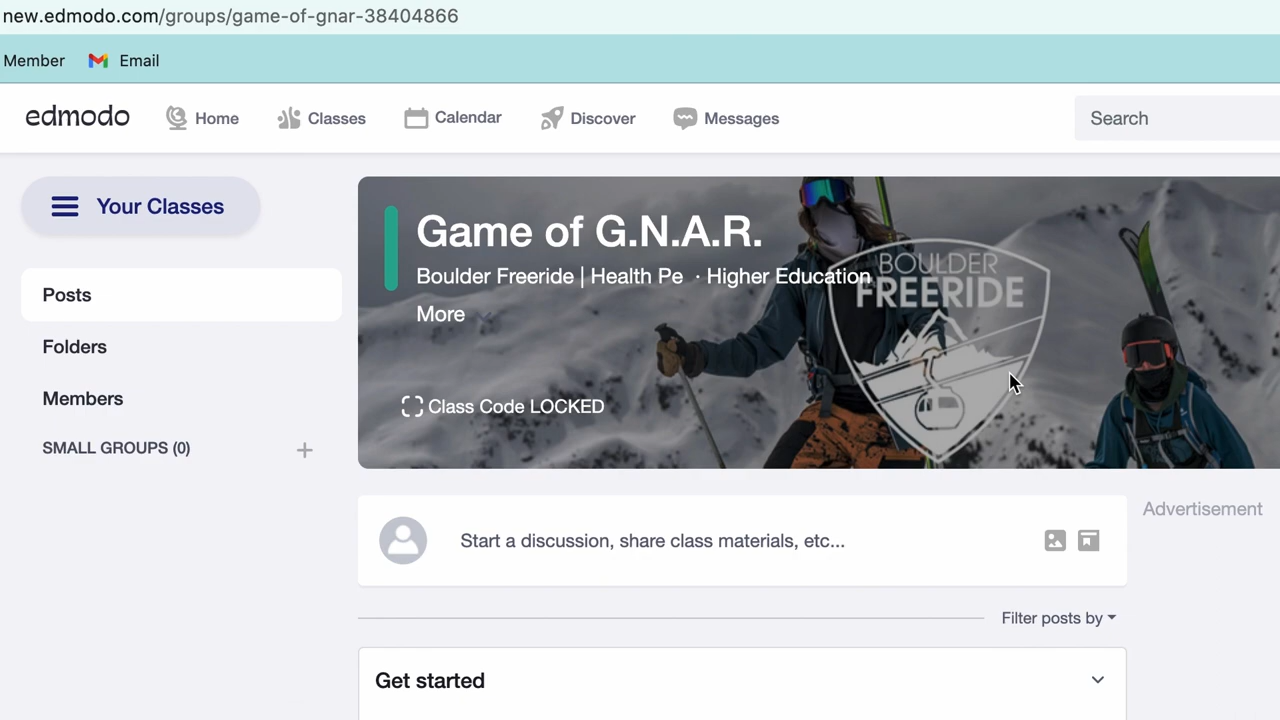 new.edmodo.com/groups/game-of-gnar-38404866
Member Email
edmodo Home Classes Calendar Discover Messages Search
Your Classes
Posts
Folders
Members
SMALL GROUPS (0) +
Game of G.N.A.R.
Boulder Freeride | Health Pe · Higher Education
More
Class Code LOCKED
BOULDER
FREERIDE
Start a discussion, share class materials, etc...
Advertisement
Filter posts by
Get started